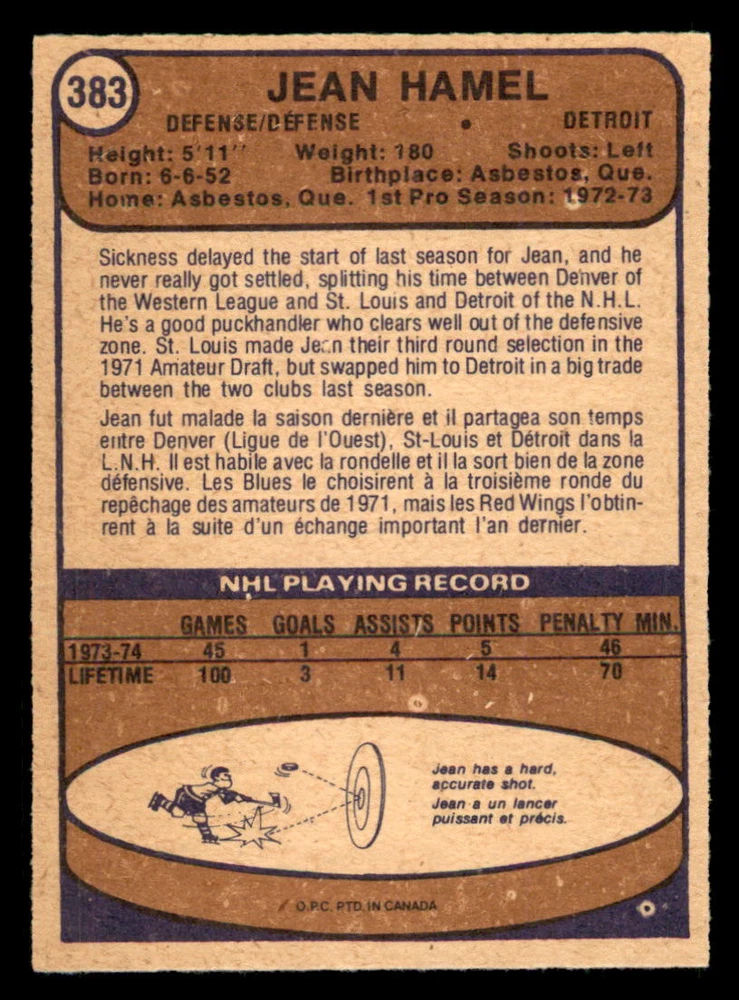 383
JEAN HAMEL
DEFENSE/DÉFENSE • DETROIT
Height: 5'11'' Weight: 180 Shoots: Left
Born: 6-6-52 Birthplace: Asbestos, Que.
Home: Asbestos, Que. 1st Pro Season: 1972-73
Sickness delayed the start of last season for Jean, and he
never really got settled, splitting his time between Denver of
the Western League and St. Louis and Detroit of the N.H.L.
He's a good puckhandler who clears well out of the defensive
zone. St. Louis made Jean their third round selection in the
1971 Amateur Draft, but swapped him to Detroit in a big trade
between the two clubs last season.
Jean fut malade la saison dernière et il partagea son temps
entre Denver (Ligue de l'Ouest), St-Louis et Détroit dans la
L.N.H. Il est habile avec la rondelle et il la sort bien de la zone
défensive. Les Blues le choisirent à la troisième ronde du
repêchage des amateurs de 1971, mais les Red Wings l'obtin-
rent à la suite d'un échange important l'an dernier.
NHL PLAYING RECORD
GAMES GOALS ASSISTS POINTS PENALTY MIN.
1973-74 45 1 4 5 46
LIFETIME 100 3 11 14 70
Jean has a hard,
accurate shot.
Jean a un lancer
puissant et précis.
O.P.C. PTD. IN CANADA